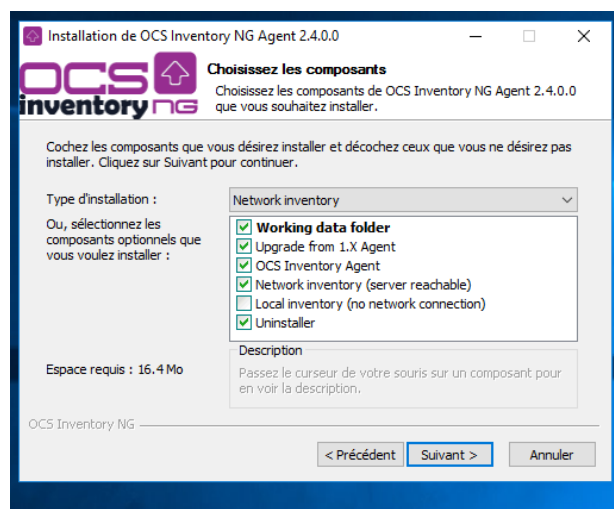 Installation de OCS Inventory NG Agent 2.4.0.0
OCS
inventory NG
Choisissez les composants
Choisissez les composants de OCS Inventory NG Agent 2.4.0.0
que vous souhaitez installer.
Cochez les composants que vous désirez installer et décochez ceux que vous ne désirez pas
installer. Cliquez sur Suivant pour continuer.
Type d'installation :
Network inventory
Ou, sélectionnez les
composants optionnels que
vous voulez installer :
Working data folder
Upgrade from 1.X Agent
OCS Inventory Agent
Network inventory (server reachable)
Local inventory (no network connection)
Uninstaller
Espace requis : 16.4 Mo
Description
Passez le curseur de votre souris sur un composant pour
en voir la description.
OCS Inventory NG
< Précédent
Suivant >
Annuler